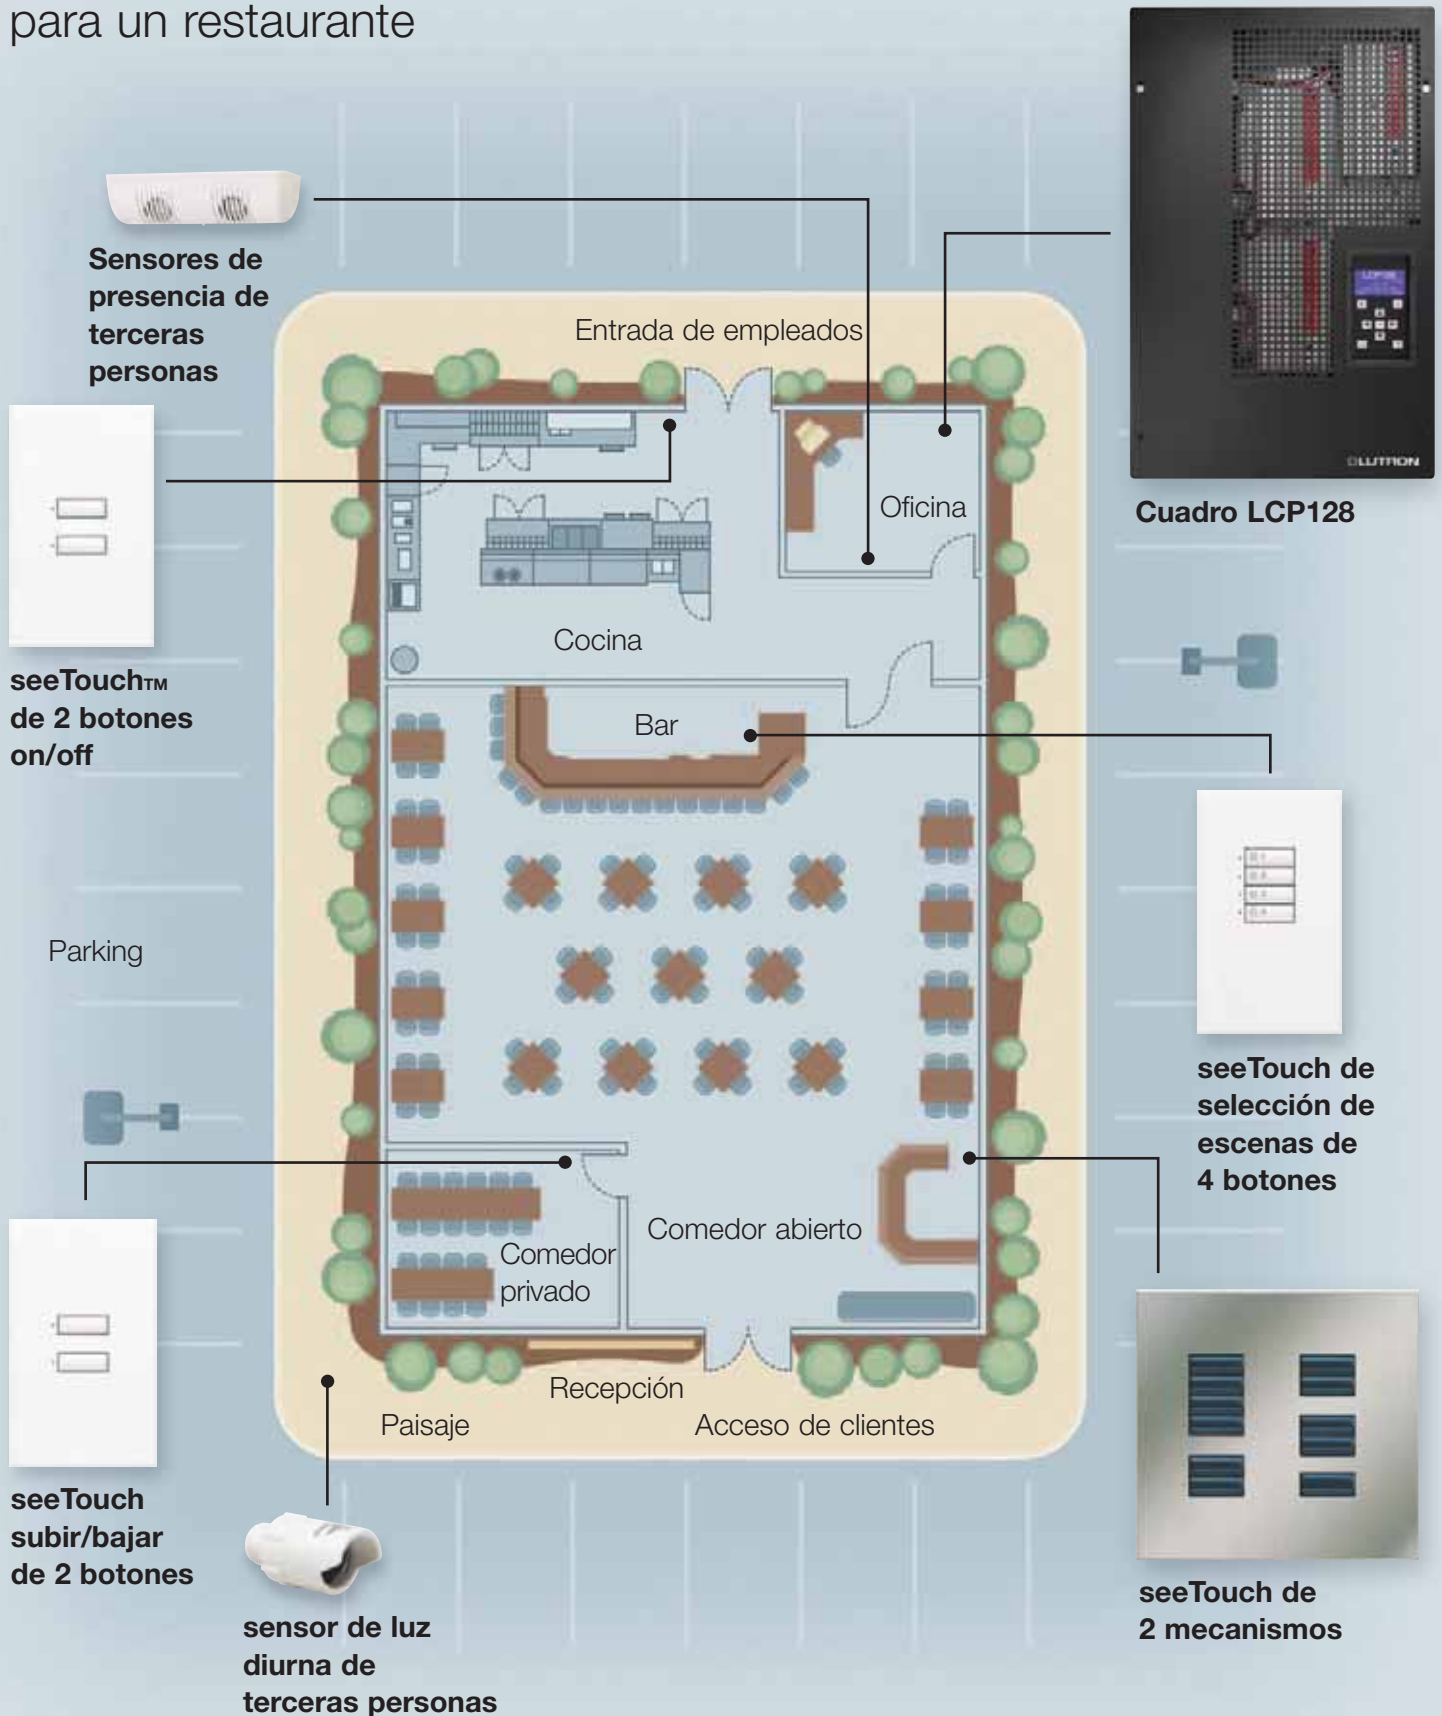 para un restaurante
Sensores de
presencia de
terceras
personas
Entrada de empleados
LCP128
LUTRON
Cuadro LCP128
Oficina
Cocina
seeTouch™
de 2 botones
on/off
Bar
Parking
seeTouch de
selección de
escenas de
4 botones
Comedor abierto
Comedor
privado
Recepción
Paisaje
Acceso de clientes
seeTouch
subir/bajar
de 2 botones
sensor de luz
diurna de
terceras personas
seeTouch de
2 mecanismos